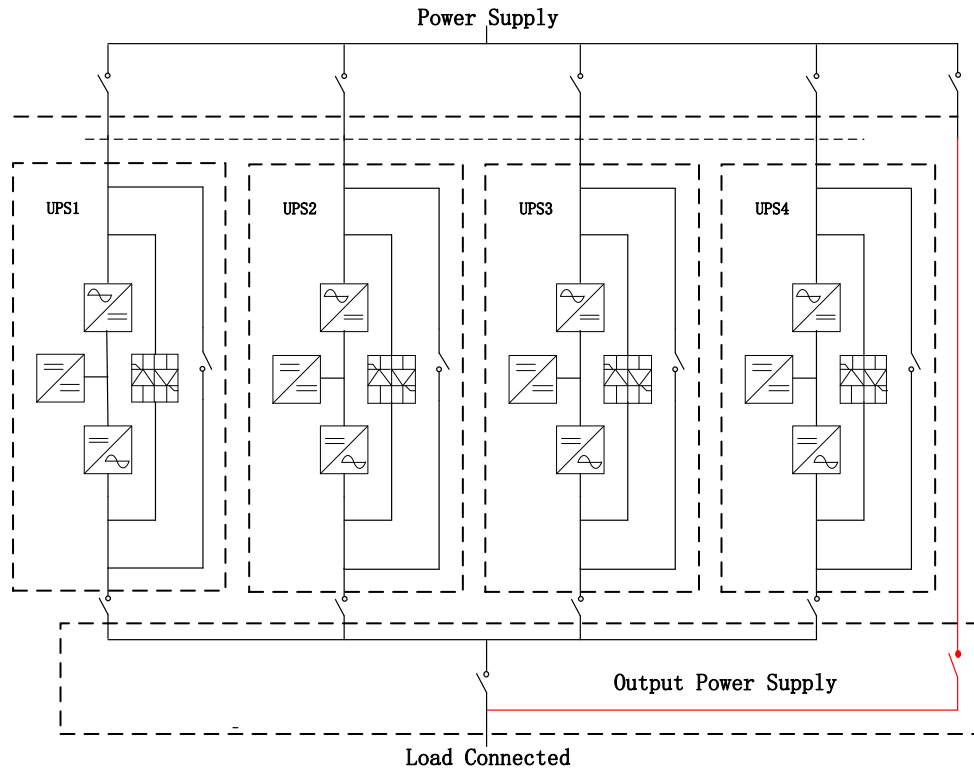 Power Supply
UPS1
UPS2
UPS3
UPS4
Output Power Supply
Load Connected